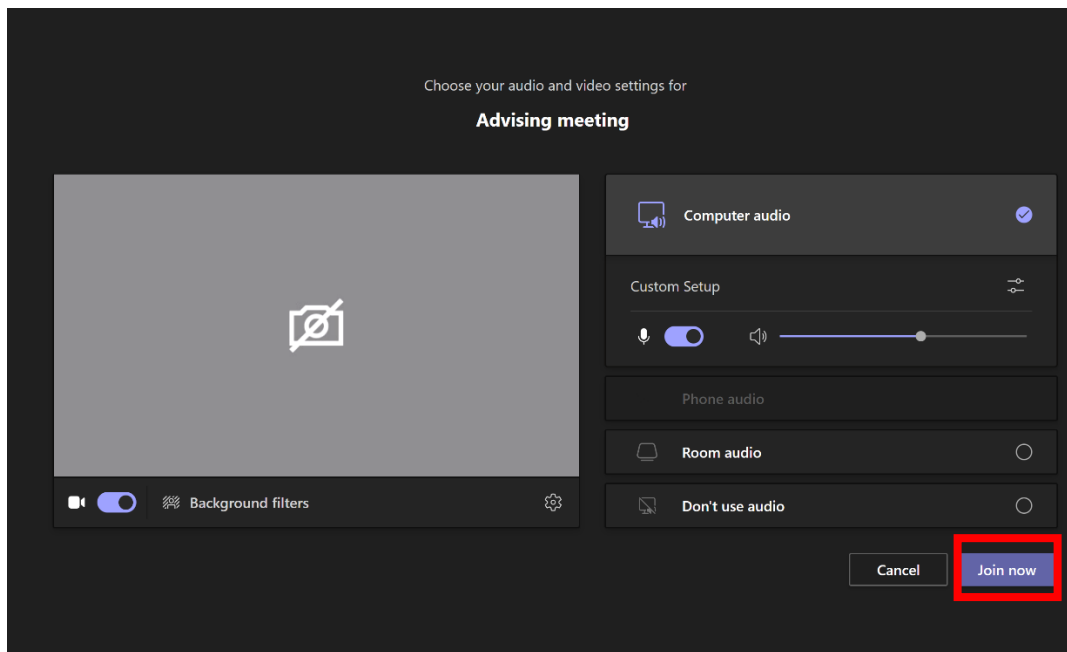 Choose your audio and video settings for
Advising meeting
Computer audio
Custom Setup
Phone audio
Room audio
Background filters
Don't use audio
Cancel
Join now